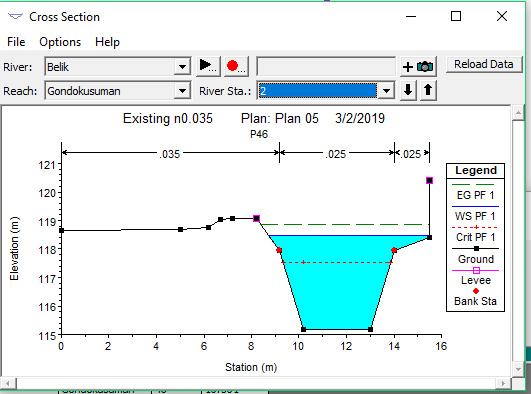 Cross Section
File Options Help
River: Belik Reload Data
Reach: Gondokusuman River Sta.: 2
Existing n0.035 Plan: Plan 05 3/2/2019
P46
.035 .025 .025
121
120
119
118
117
116
115
Elevation (m)
0 2 4 6 8 10 12 14 16
Station (m)
Legend
EG PF 1
WS PF 1
Crit PF 1
Ground
Levee
Bank Sta